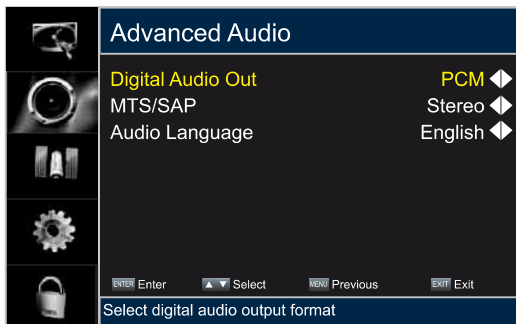 Advanced Audio
Digital Audio Out PCM
MTS/SAP Stereo
Audio Language English
ENTER Enter Select MENU Previous EXIT Exit
Select digital audio output format